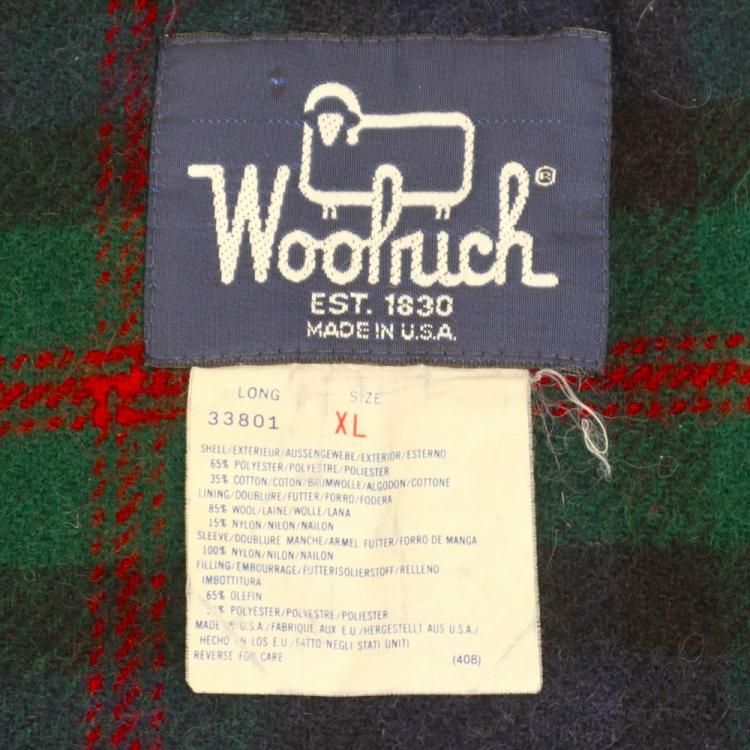 Woolrich®
EST. 1830
MADE IN U.S.A.
LONG SIZE
33801 XL
SHELL/EXTERIEUR/AUSSENGEWEBE/EXTERIOR/ESTERNO
65% POLYESTER/POLYESTRE/POLIESTER
35% COTTON/COTON/BAUMWOLLE/ALGODON/COTTONE
LINING/DOUBLURE/FUTTER/FORRO/FODERA
85% WOOL/LAINE/WOLLE/LANA
15% NYLON/NILON/NAILON
SLEEVE/DOUBLURE MANCHE/ARMEL FUTTER/FORRO DE MANGA
100% NYLON/NILON/NAILON
FILLING/EMBOURRAGE/FUTTERISOLIERSTOFF/RELLENO
IMBOTTITURA
65% OLEFIN
POLYESTER/POLYESTRE/POLIESTER
MADE IN U.S.A./FABRIQUE AUX E.U./HERGESTELLT AUS U.S.A./
HECHO EN LOS E.U./FATTO NEGLI STATI UNITI
REVERSE FOR CARE (408)